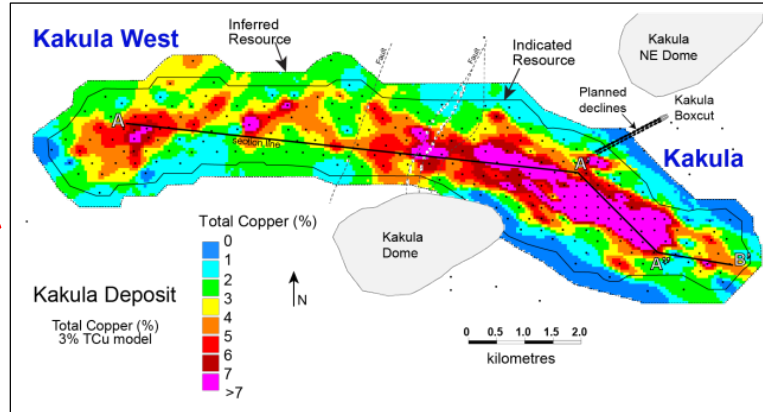 Kakula West
Inferred
Resource
Fault
Fault
Indicated
Resource
Kakula
NE Dome
Planned
declines
Kakula
Boxcut
Kakula
A
section line
A'
A"
B
Kakula
Dome
Total Copper (%)
0
1
2
3
4
5
6
7
>7
Kakula Deposit
Total Copper (%)
3% TCu model
N
0.0 0.5 1.0 1.5 2.0
kilometres